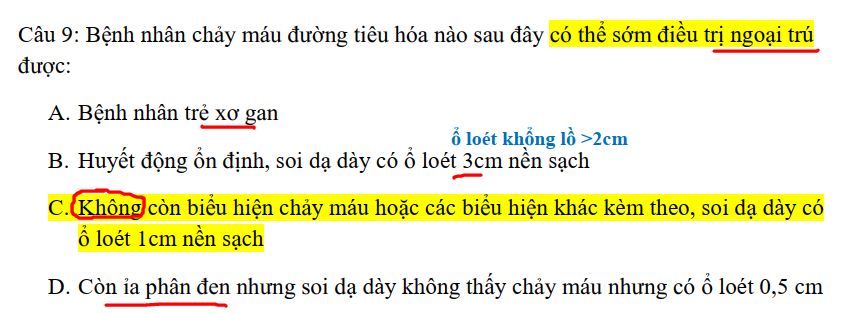 Câu 9: Bệnh nhân chảy máu đường tiêu hóa nào sau đây có thể sớm điều trị ngoại trú
được:
A. Bệnh nhân trẻ xơ gan
ổ loét khổng lồ >2cm
B. Huyết động ổn định, soi dạ dày có ổ loét 3cm nền sạch
C. Không còn biểu hiện chảy máu hoặc các biểu hiện khác kèm theo, soi dạ dày có
ổ loét 1cm nền sạch
D. Còn ỉa phân đen nhưng soi dạ dày không thấy chảy máu nhưng có ổ loét 0,5 cm